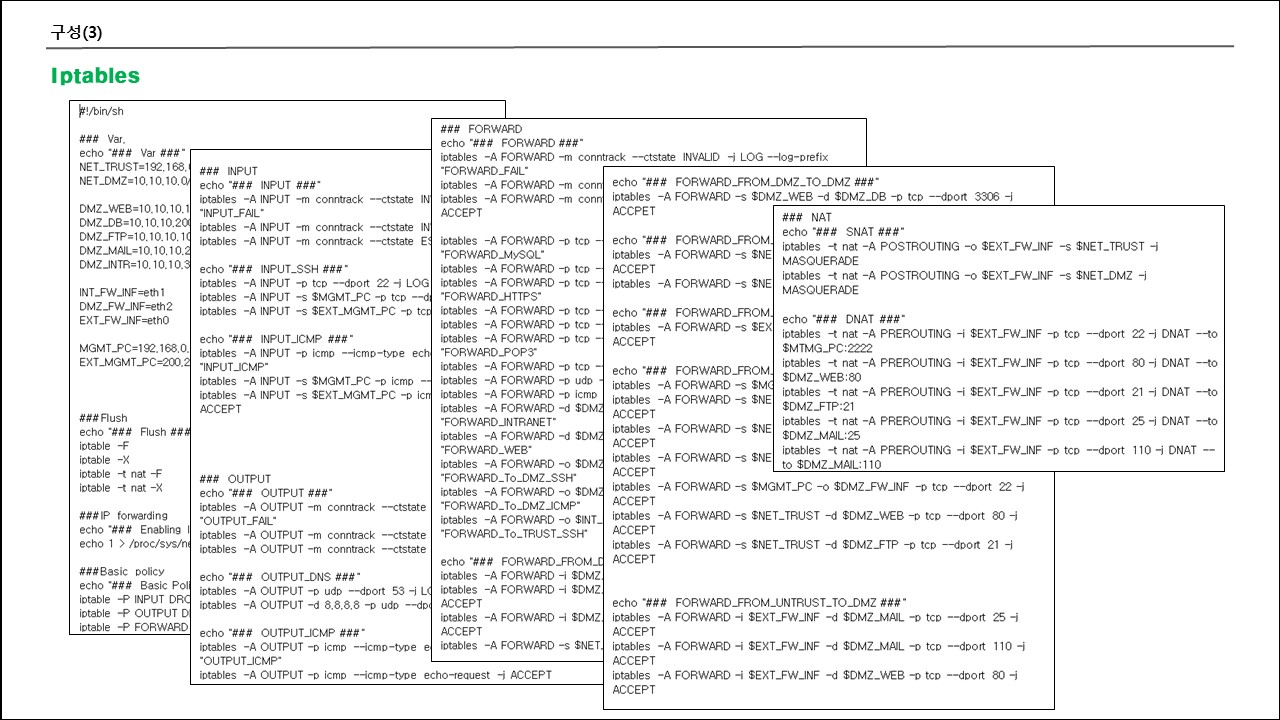 구성(3)
Iptables
#!/bin/sh
### Var,
echo "### Var ###"
NET_TRUST=192,168,
NET_DMZ=10,10,10,0/
DMZ_WEB=10,10,10,1
DMZ_DB=10,10,10,200
DMZ_FTP=10,10,10,10
DMZ_MAIL=10,10,10,2
DMZ_INTR=10,10,10,3
INT_FW_INF=eth1
DMZ_FW_INF=eth2
EXT_FW_INF=eth0
MGMT_PC=192,168,0,
EXT_MGMT_PC=200,2
###Flush
echo "### Flush ###
iptable -F
iptable -X
iptable -t nat -F
iptable -t nat -X
###IP forwarding
echo "### Enabling I
echo 1 > /proc/sys/ne
###Basic policy
echo "### Basic Poli
iptable -P INPUT DRO
iptable -P OUTPUT D
iptable -P FORWARD
### INPUT
echo "### INPUT ###"
iptables -A INPUT -m conntrack --ctstate IN
"INPUT_FAIL"
iptables -A INPUT -m conntrack --ctstate IN
iptables -A INPUT -m conntrack --ctstate ES
echo "### INPUT_SSH ###"
iptables -A INPUT -p tcp --dport 22 -j LOG
iptables -A INPUT -s $MGMT_PC -p tcp --d
iptables -A INPUT -s $EXT_MGMT_PC -p tcp
echo "### INPUT_ICMP ###"
iptables -A INPUT -p icmp --icmp-type echo
"INPUT_ICMP"
iptables -A INPUT -s $MGMT_PC -p icmp --
iptables -A INPUT -s $EXT_MGMT_PC -p icm
ACCEPT
### OUTPUT
echo "### OUTPUT ###"
iptables -A OUTPUT -m conntrack --ctstate
"OUTPUT_FAIL"
iptables -A OUTPUT -m conntrack --ctstate
iptables -A OUTPUT -m conntrack --ctstate
echo "### OUTPUT_DNS ###"
iptables -A OUTPUT -p udp --dport 53 -j LO
iptables -A OUTPUT -d 8,8,8,8 -p udp --dpo
echo "### OUTPUT_ICMP ###"
iptables -A OUTPUT -p icmp --icmp-type e
"OUTPUT_ICMP"
iptables -A OUTPUT -p icmp --icmp-type echo-request -j ACCEPT
### FORWARD
echo "### FORWARD ###"
iptables -A FORWARD -m conntrack --ctstate INVALID -j LOG --log-prefix
"FORWARD_FAIL"
iptables -A FORWARD -m conn
iptables -A FORWARD -m conn
ACCEPT
iptables -A FORWARD -p tcp --
"FORWARD_MySQL"
iptables -A FORWARD -p tcp --
iptables -A FORWARD -p tcp --
"FORWARD_HTTPS"
iptables -A FORWARD -p tcp --
iptables -A FORWARD -p tcp --
iptables -A FORWARD -p tcp --
"FORWARD_POP3"
iptables -A FORWARD -p tcp --
iptables -A FORWARD -p udp -
iptables -A FORWARD -p icmp
iptables -A FORWARD -d $DMZ
"FORWARD_INTRANET"
iptables -A FORWARD -d $DMZ
"FORWARD_WEB"
iptables -A FORWARD -o $DMZ
"FORWARD_To_DMZ_SSH"
iptables -A FORWARD -o $DMZ
"FORWARD_To_DMZ_ICMP"
iptables -A FORWARD -o $INT_
"FORWARD_To_TRUST_SSH"
echo "### FORWARD_FROM_D
iptables -A FORWARD -i $DMZ_
iptables -A FORWARD -i $DMZ_
ACCEPT
iptables -A FORWARD -i $DMZ_
ACCEPT
iptables -A FORWARD -s $NET_
echo "### FORWARD_FROM_DMZ_TO_DMZ ###"
iptables -A FORWARD -s $DMZ_WEB -d $DMZ_DB -p tcp --dport 3306 -j
ACCPET
echo "### FORWARD_FROM_
iptables -A FORWARD -s $NE
ACCEPT
iptables -A FORWARD -s $NE
echo "### FORWARD_FROM_
iptables -A FORWARD -s $EX
ACCEPT
echo "### FORWARD_FROM_
iptables -A FORWARD -s $MG
iptables -A FORWARD -s $NE
ACCEPT
iptables -A FORWARD -s $NE
ACCEPT
iptables -A FORWARD -s $NE
ACCEPT
iptables -A FORWARD -s $MGMT_PC -o $DMZ_FW_INF -p tcp --dport 22 -j
ACCEPT
iptables -A FORWARD -s $NET_TRUST -d $DMZ_WEB -p tcp --dport 80 -j
ACCEPT
iptables -A FORWARD -s $NET_TRUST -d $DMZ_FTP -p tcp --dport 21 -j
ACCEPT
echo "### FORWARD_FROM_UNTRUST_TO_DMZ ###"
iptables -A FORWARD -i $EXT_FW_INF -d $DMZ_MAIL -p tcp --dport 25 -j
ACCEPT
iptables -A FORWARD -i $EXT_FW_INF -d $DMZ_MAIL -p tcp --dport 110 -j
ACCEPT
iptables -A FORWARD -i $EXT_FW_INF -d $DMZ_WEB -p tcp --dport 80 -j
ACCEPT
### NAT
echo "### SNAT ###"
iptables -t nat -A POSTROUTING -o $EXT_FW_INF -s $NET_TRUST -j
MASQUERADE
iptables -t nat -A POSTROUTING -o $EXT_FW_INF -s $NET_DMZ -j
MASQUERADE
echo "### DNAT ###"
iptables -t nat -A PREROUTING -i $EXT_FW_INF -p tcp --dport 22 -j DNAT --to
$MTMG_PC:2222
iptables -t nat -A PREROUTING -i $EXT_FW_INF -p tcp --dport 80 -j DNAT --to
$DMZ_WEB:80
iptables -t nat -A PREROUTING -i $EXT_FW_INF -p tcp --dport 21 -j DNAT --to
$DMZ_FTP:21
iptables -t nat -A PREROUTING -i $EXT_FW_INF -p tcp --dport 25 -j DNAT --to
$DMZ_MAIL:25
iptables -t nat -A PREROUTING -i $EXT_FW_INF -p tcp --dport 110 -j DNAT --
to $DMZ_MAIL:110